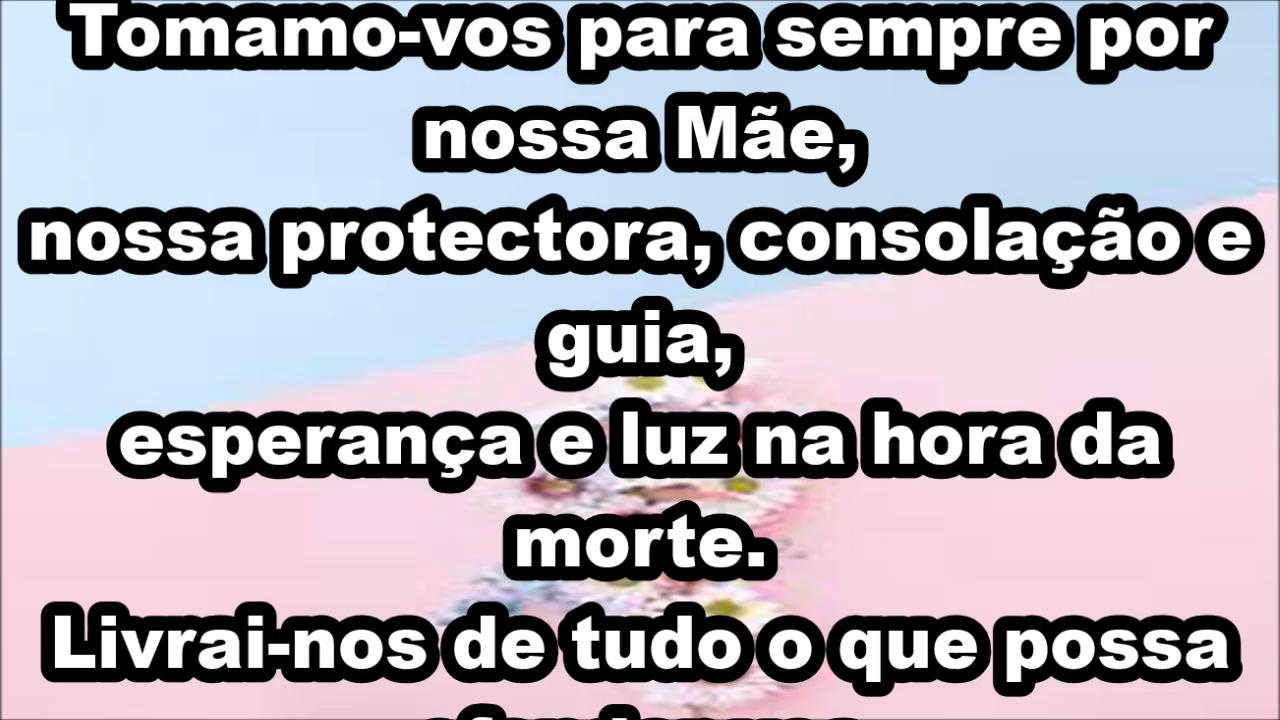 Tomamo-vos para sempre por
nossa Mãe,
nossa protectora, consolação e
guia,
esperança e luz na hora da
morte.
Livrai-nos de tudo o que possa